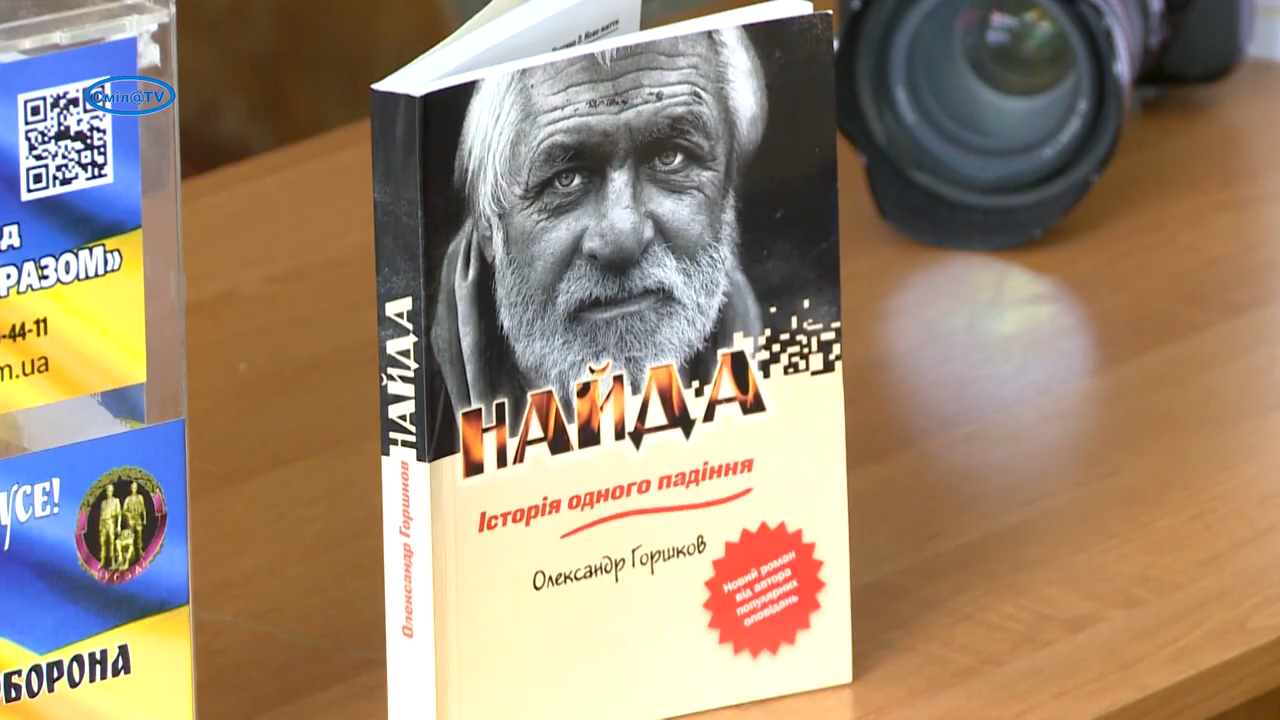 Сміл@TV
д
РАЗОМ»
-44-11
m.ua
УСЕ!
ОБОРОНА
НАЙДА
Олександр Горшков
НАЙДА
Історія одного падіння
Олександр Горшков
Новий роман
від автора
популярних
оповідань